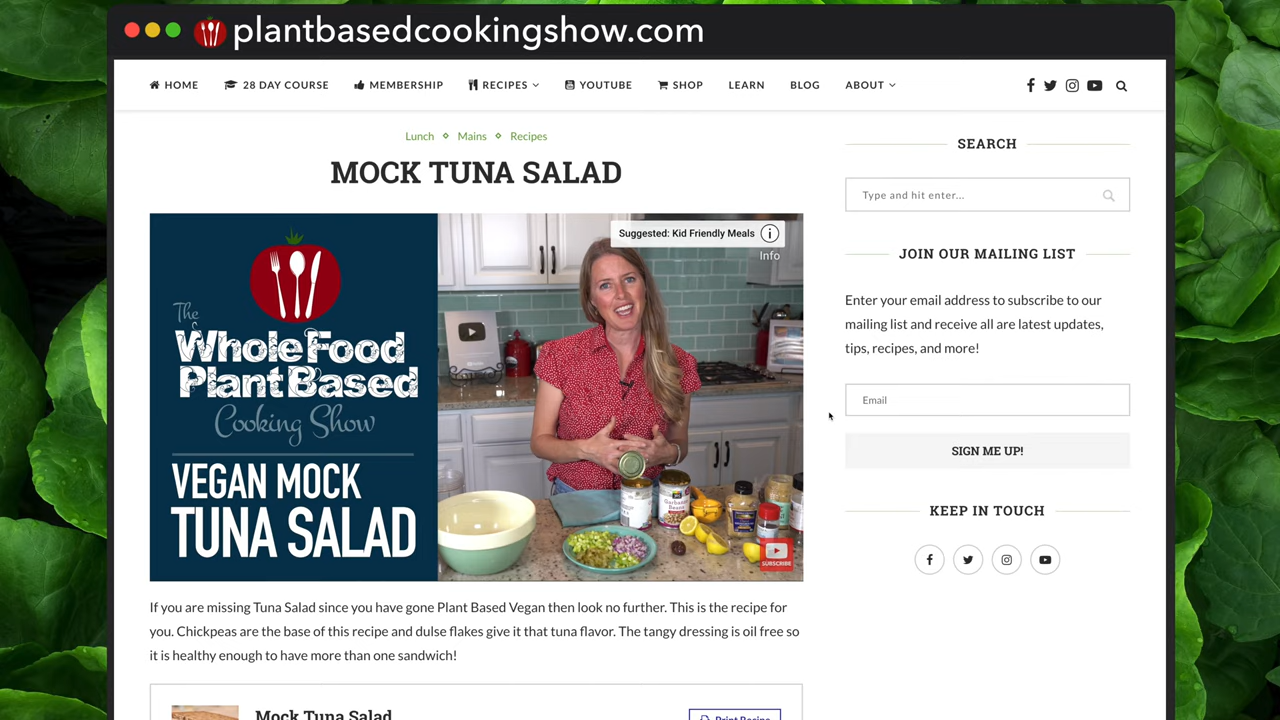 plantbasedcookingshow.com
HOME 28 DAY COURSE MEMBERSHIP RECIPES YOUTUBE SHOP LEARN BLOG ABOUT
Lunch Mains Recipes
MOCK TUNA SALAD
Suggested: Kid Friendly Meals
Info
The
Whole Food
Plant Based
Cooking Show
VEGAN MOCK
TUNA SALAD
Garbanzo
Beans
SUBSCRIBE
If you are missing Tuna Salad since you have gone Plant Based Vegan then look no further. This is the recipe for
you. Chickpeas are the base of this recipe and dulse flakes give it that tuna flavor. The tangy dressing is oil free so
it is healthy enough to have more than one sandwich!
Mock Tuna Salad
Print Recipe
SEARCH
Type and hit enter...
JOIN OUR MAILING LIST
Enter your email address to subscribe to our
mailing list and receive all are latest updates,
tips, recipes, and more!
Email
SIGN ME UP!
KEEP IN TOUCH